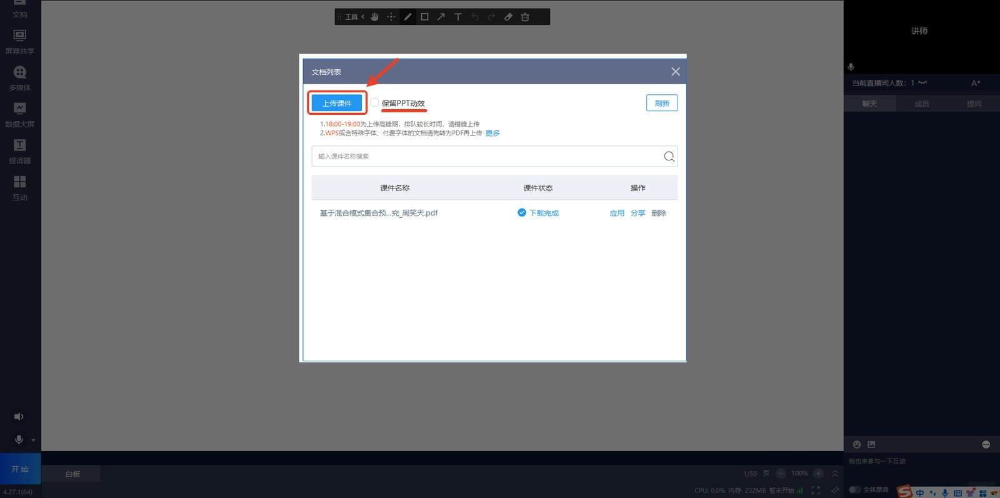 文档
屏幕共享
多媒体
数据大屏
提词器
互动
开 始
4.27.1(64)
工具
文档列表
上传课件
保留PPT动效
刷新
1.18:00-19:00为上传高峰期，排队较长时间，请错峰上传
2.WPS或含特殊字体、付费字体的文档请先转为PDF再上传 更多
输入课件名称搜索
课件名称 课件状态 操作
基于混合模式集合预...究_周笑天.pdf 下载完成 应用 分享 删除
白板
1/50 页 100%
CPU: 0.0% 内存: 232MB 暂未开始
讲师
当前直播间人数：1
A+
聊天 成员 提问
我也来参与一下互动
全体禁言
中